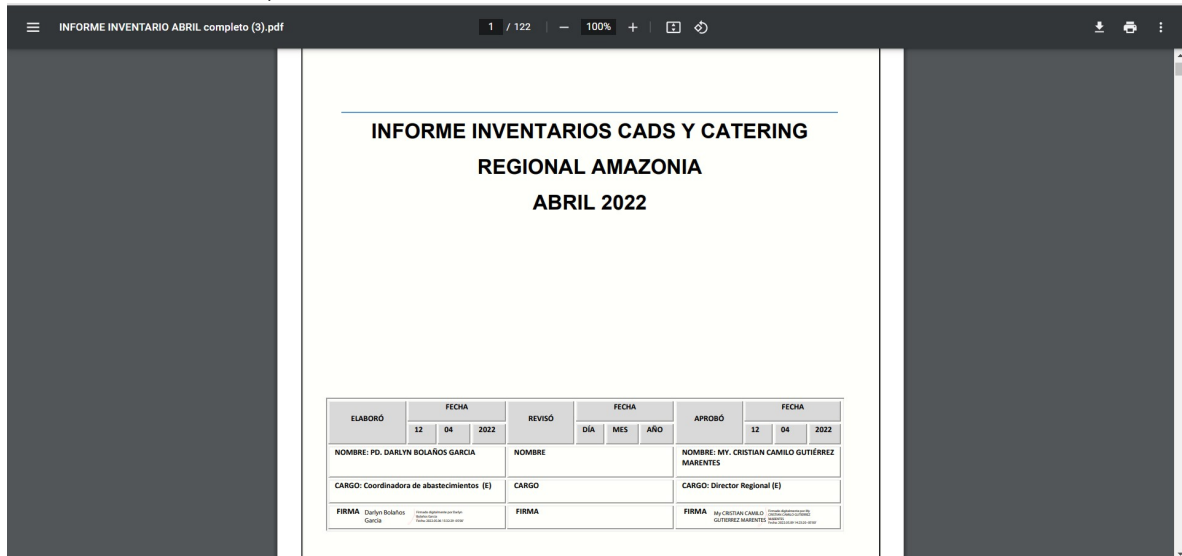 INFORME INVENTARIO ABRIL completo (3).pdf
1 / 122
100%
INFORME INVENTARIOS CADS Y CATERING
REGIONAL AMAZONIA
ABRIL 2022
ELABORÓ
FECHA
12 04 2022
REVISÓ
FECHA
DÍA MES AÑO
APROBÓ
FECHA
12 04 2022
NOMBRE: PD. DARLYN BOLAÑOS GARCIA
NOMBRE
NOMBRE: MY. CRISTIAN CAMILO GUTIÉRREZ
MARENTES
CARGO: Coordinadora de abastecimientos (E)
CARGO
CARGO: Director Regional (E)
FIRMA Darlyn Bolaños
Garcia
FIRMA
FIRMA My CRISTIAN CAMILO
GUTIERREZ MARENTES